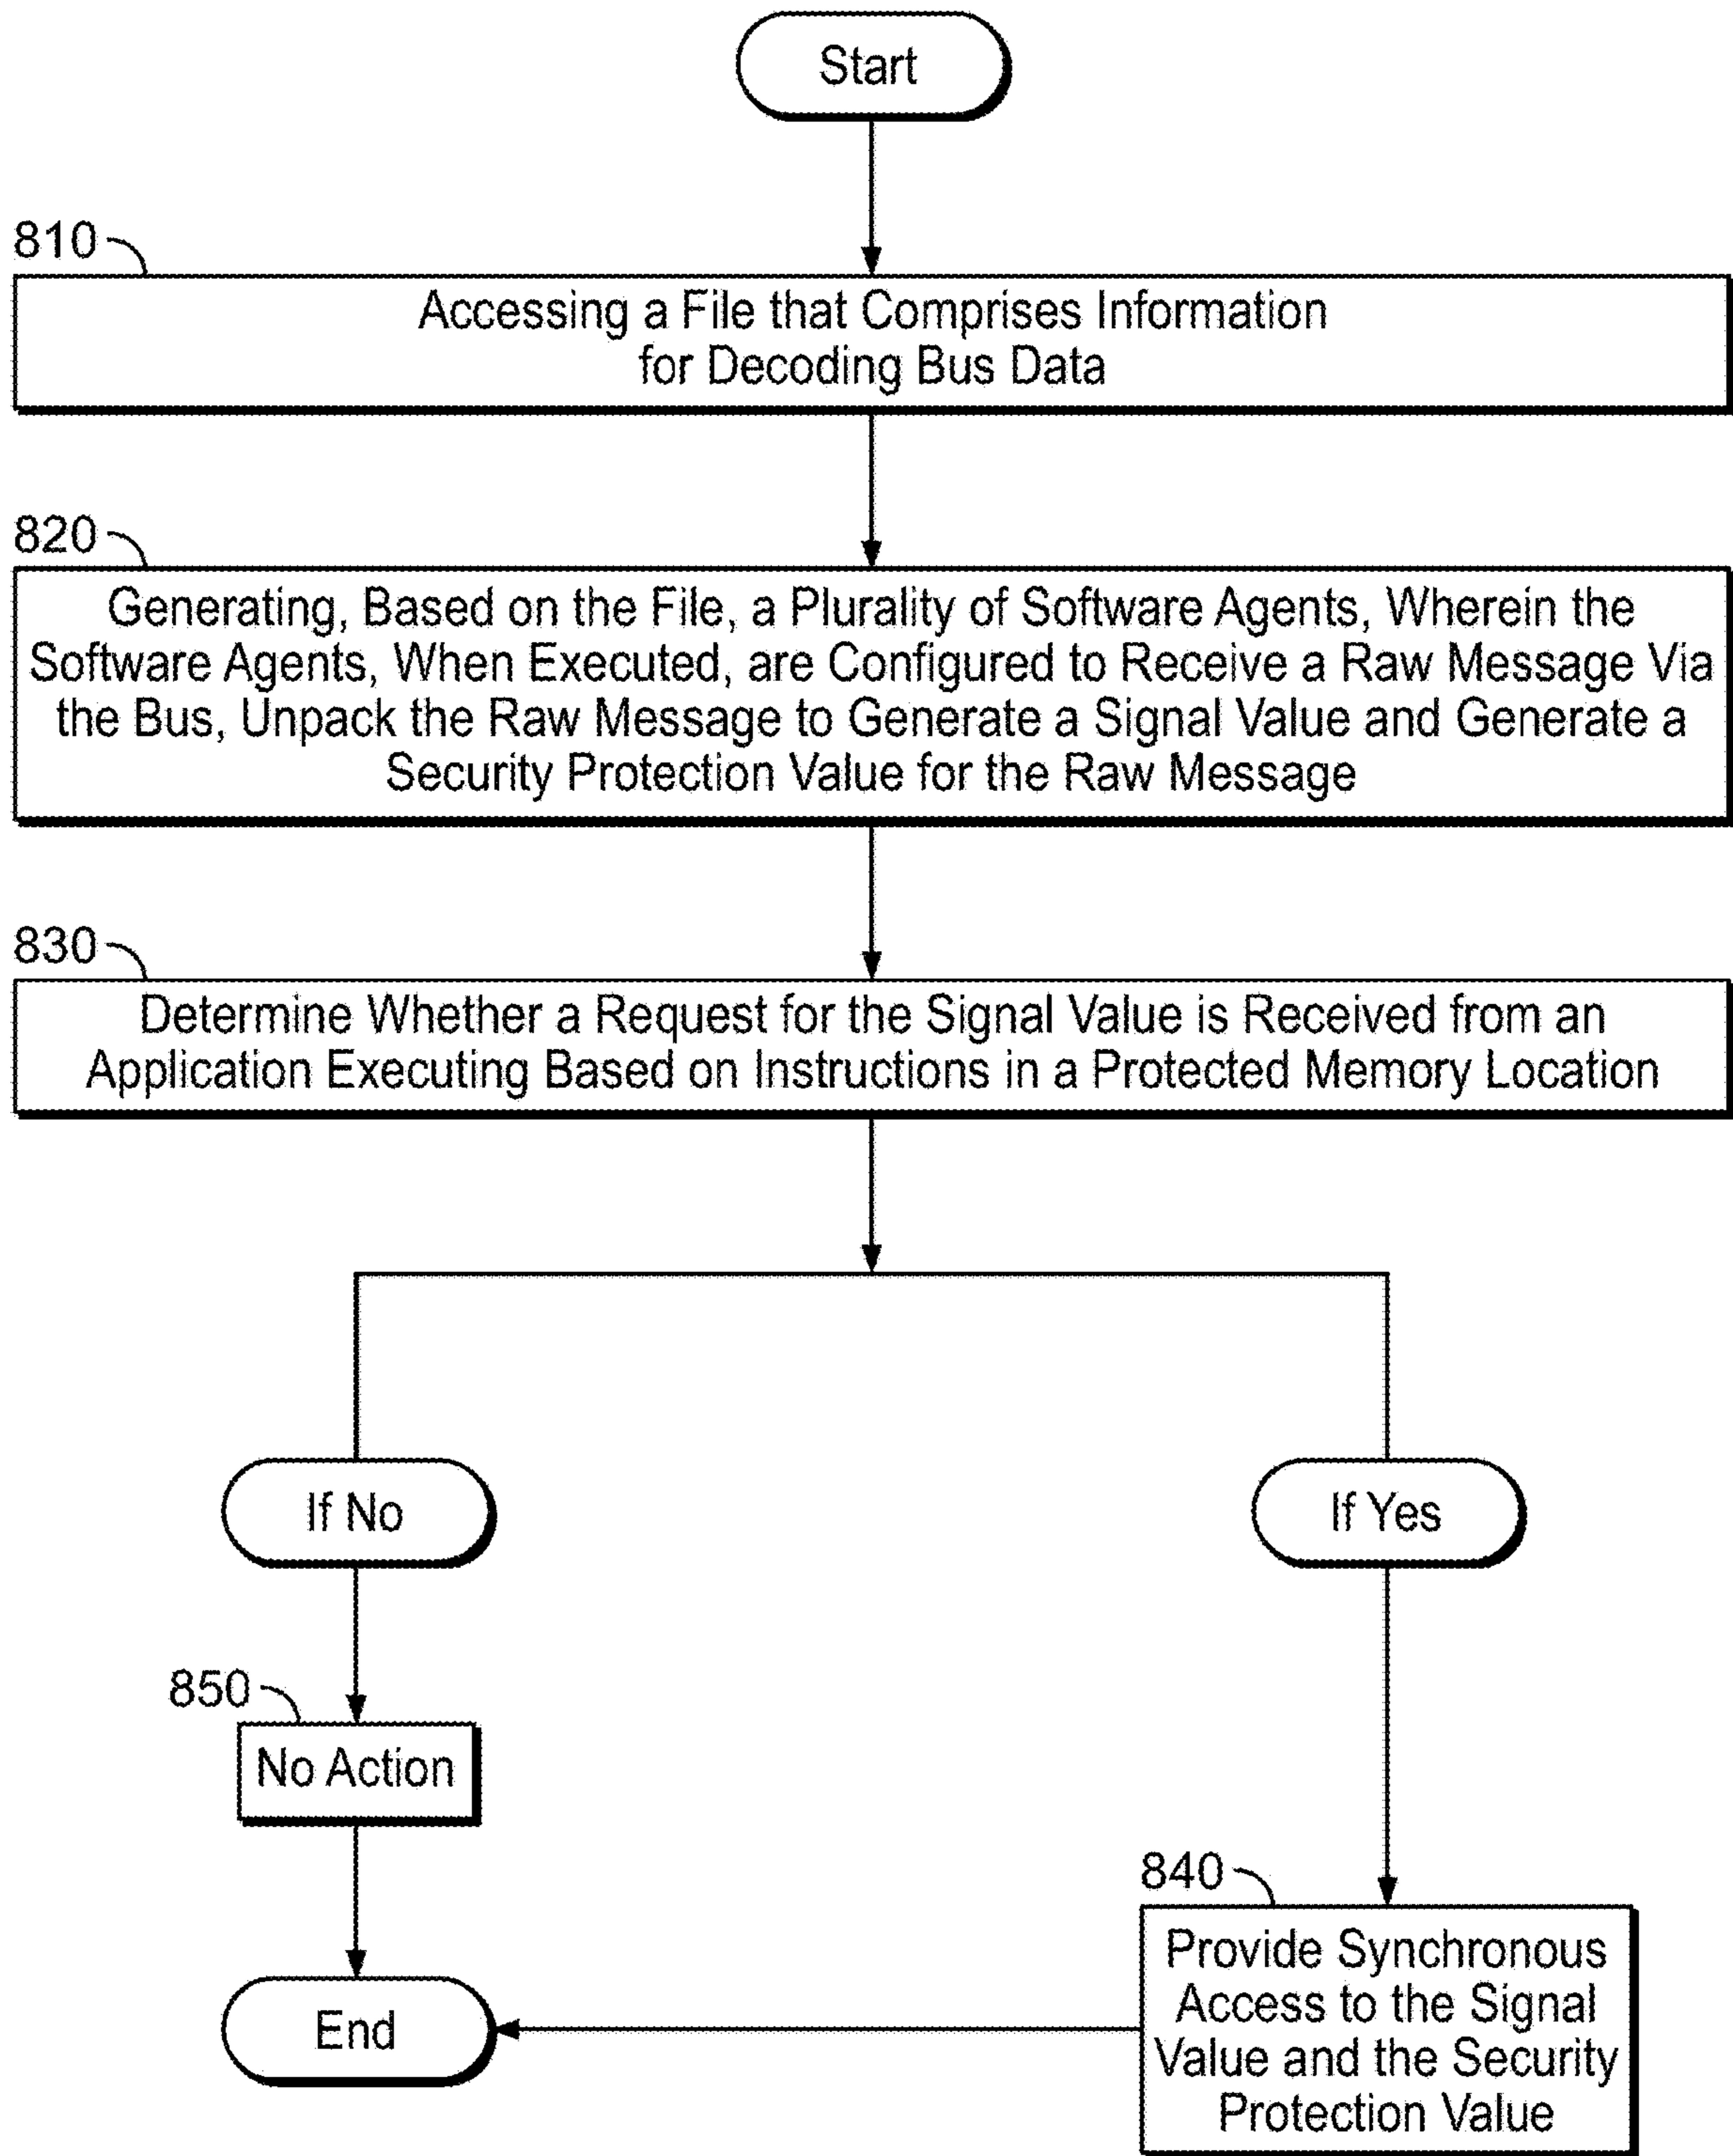 Start
810
Accessing a File that Comprises Information
for Decoding Bus Data
820
Generating, Based on the File, a Plurality of Software Agents, Wherein the
Software Agents, When Executed, are Configured to Receive a Raw Message Via
the Bus, Unpack the Raw Message to Generate a Signal Value and Generate a
Security Protection Value for the Raw Message
830
Determine Whether a Request for the Signal Value is Received from an
Application Executing Based on Instructions in a Protected Memory Location
If No
If Yes
850
No Action
840
Provide Synchronous
Access to the Signal
Value and the Security
Protection Value
End